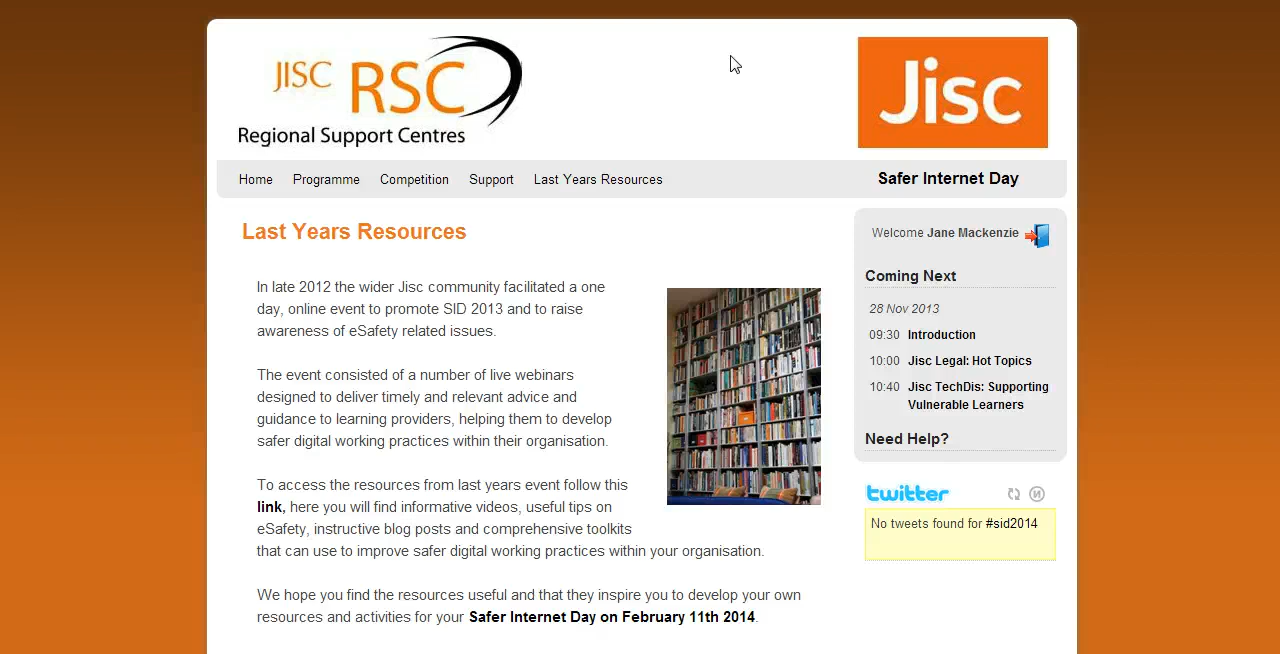 JISC RSC
Regional Support Centres
Jisc
Home Programme Competition Support Last Years Resources
Safer Internet Day
Last Years Resources
In late 2012 the wider Jisc community facilitated a one
day, online event to promote SID 2013 and to raise
awareness of eSafety related issues.
The event consisted of a number of live webinars
designed to deliver timely and relevant advice and
guidance to learning providers, helping them to develop
safer digital working practices within their organisation.
To access the resources from last years event follow this
link, here you will find informative videos, useful tips on
eSafety, instructive blog posts and comprehensive toolkits
that can use to improve safer digital working practices within your organisation.
We hope you find the resources useful and that they inspire you to develop your own
resources and activities for your Safer Internet Day on February 11th 2014.
Welcome Jane Mackenzie
Coming Next
28 Nov 2013
09:30 Introduction
10:00 Jisc Legal: Hot Topics
10:40 Jisc TechDis: Supporting
Vulnerable Learners
Need Help?
twitter
No tweets found for #sid2014